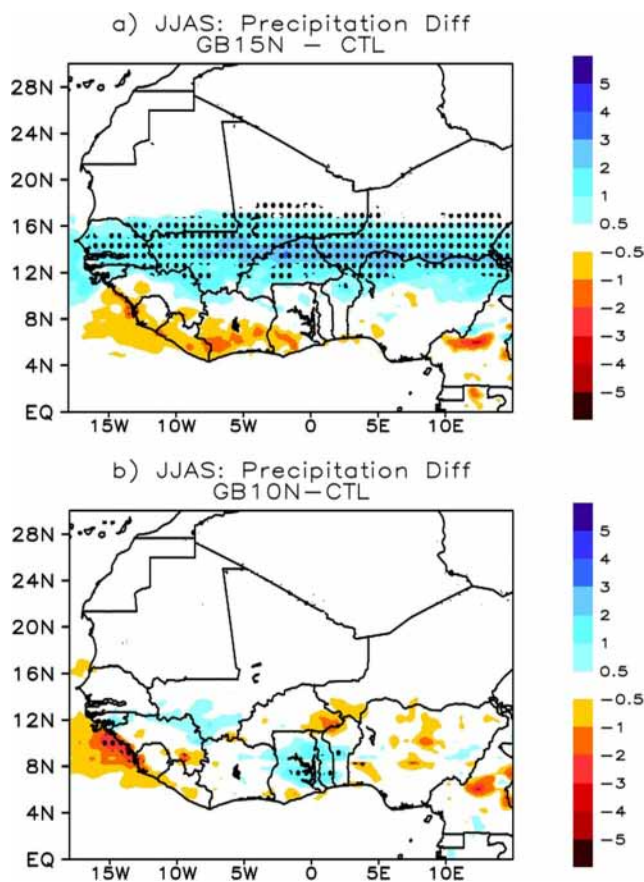 a) JJAS: Precipitation Diff
GB15N − CTL
28N
24N
20N
16N
12N
8N
4N
EQ
15W 10W 5W 0 5E 10E
5
4
3
2
1
0.5
−0.5
−1
−2
−3
−4
−5
b) JJAS: Precipitation Diff
GB10N−CTL
28N
24N
20N
16N
12N
8N
4N
EQ
15W 10W 5W 0 5E 10E
5
4
3
2
1
0.5
−0.5
−1
−2
−3
−4
−5